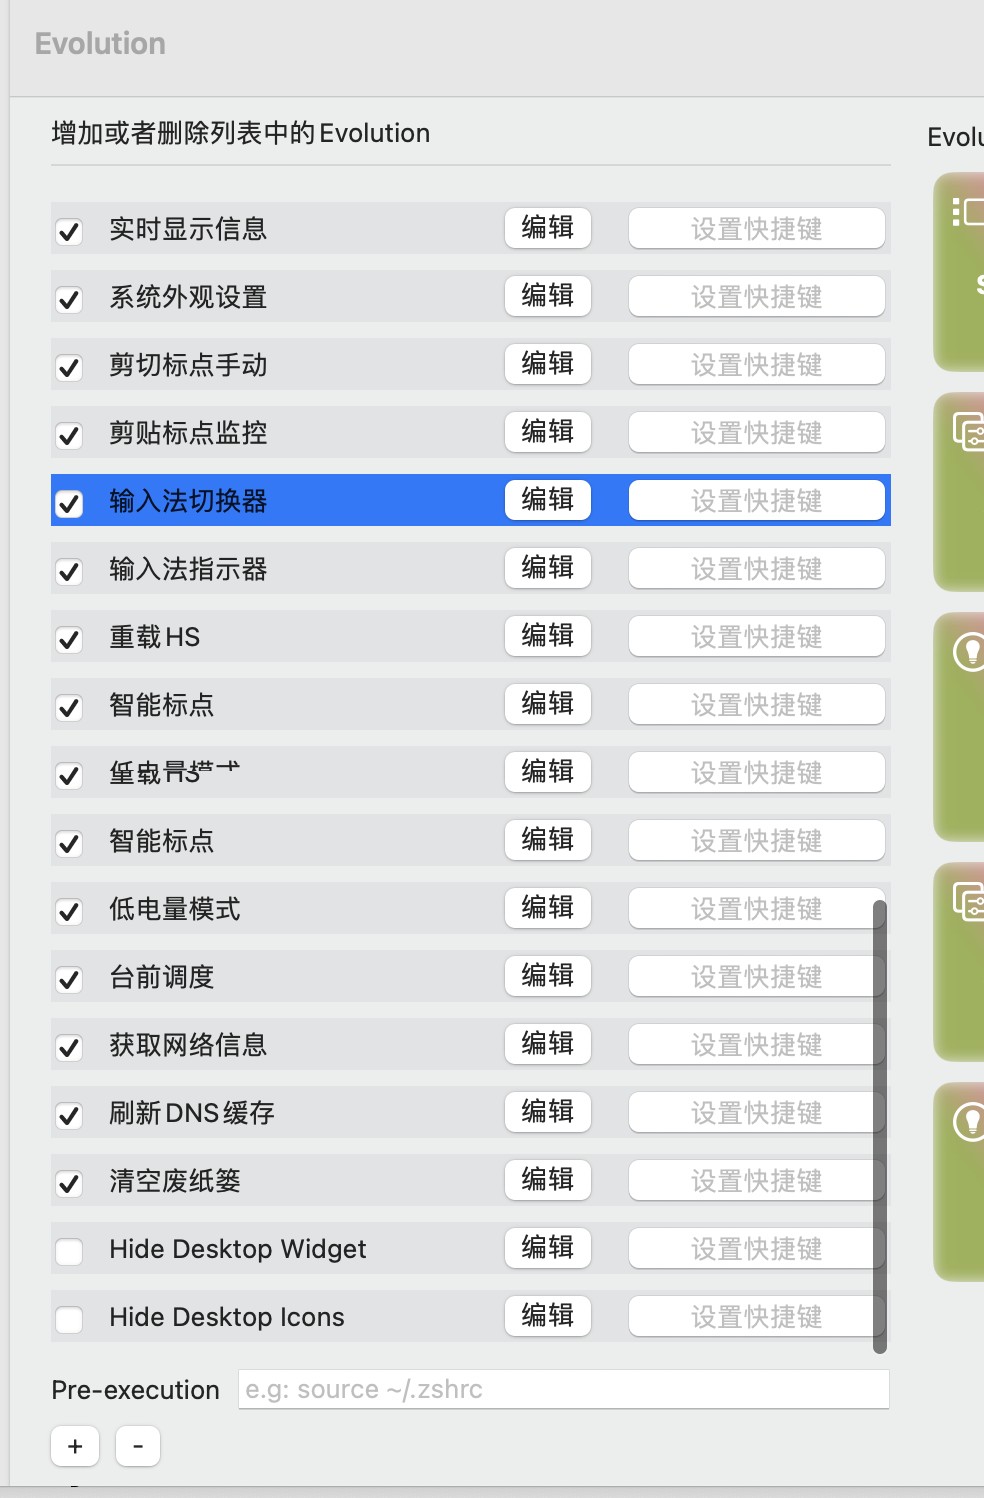 Evolution
增加或者删除列表中的Evolution
Evolu
实时显示信息 编辑 设置快捷键
系统外观设置 编辑 设置快捷键
剪切标点手动 编辑 设置快捷键
剪贴标点监控 编辑 设置快捷键
输入法切换器 编辑 设置快捷键
输入法指示器 编辑 设置快捷键
重载HS 编辑 设置快捷键
智能标点 编辑 设置快捷键
编辑 设置快捷键
智能标点 编辑 设置快捷键
低电量模式 编辑 设置快捷键
台前调度 编辑 设置快捷键
获取网络信息 编辑 设置快捷键
刷新DNS缓存 编辑 设置快捷键
清空废纸篓 编辑 设置快捷键
Hide Desktop Widget 编辑 设置快捷键
Hide Desktop Icons 编辑 设置快捷键
Pre-execution e.g: source ~/.zshrc
+ -